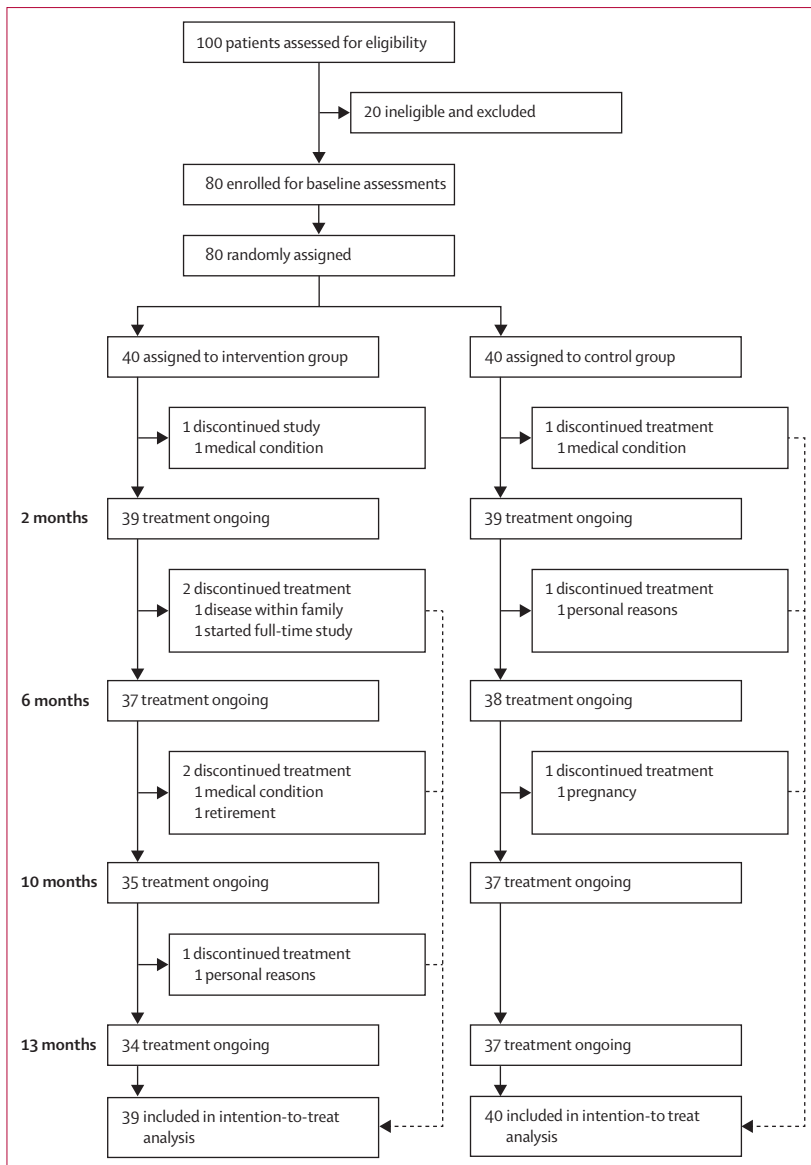 100 patients assessed for eligibility
20 ineligible and excluded
80 enrolled for baseline assessments
80 randomly assigned
40 assigned to intervention group
40 assigned to control group
1 discontinued study
1 medical condition
1 discontinued treatment
1 medical condition
2 months
39 treatment ongoing
39 treatment ongoing
2 discontinued treatment
1 disease within family
1 started full-time study
1 discontinued treatment
1 personal reasons
6 months
37 treatment ongoing
38 treatment ongoing
2 discontinued treatment
1 medical condition
1 retirement
1 discontinued treatment
1 pregnancy
10 months
35 treatment ongoing
37 treatment ongoing
1 discontinued treatment
1 personal reasons
13 months
34 treatment ongoing
37 treatment ongoing
39 included in intention-to-treat
analysis
40 included in intention-to treat
analysis